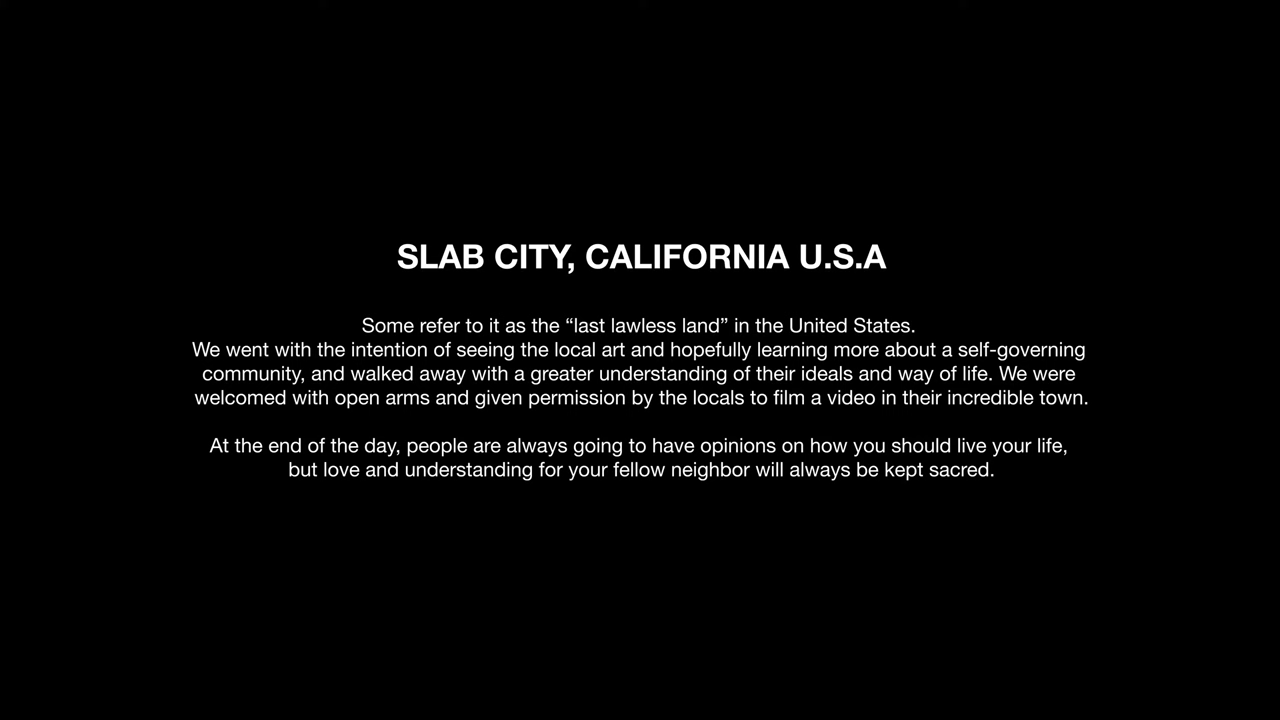 SLAB CITY, CALIFORNIA U.S.A
Some refer to it as the “last lawless land” in the United States.
We went with the intention of seeing the local art and hopefully learning more about a self-governing
community, and walked away with a greater understanding of their ideals and way of life. We were
welcomed with open arms and given permission by the locals to film a video in their incredible town.
At the end of the day, people are always going to have opinions on how you should live your life,
but love and understanding for your fellow neighbor will always be kept sacred.